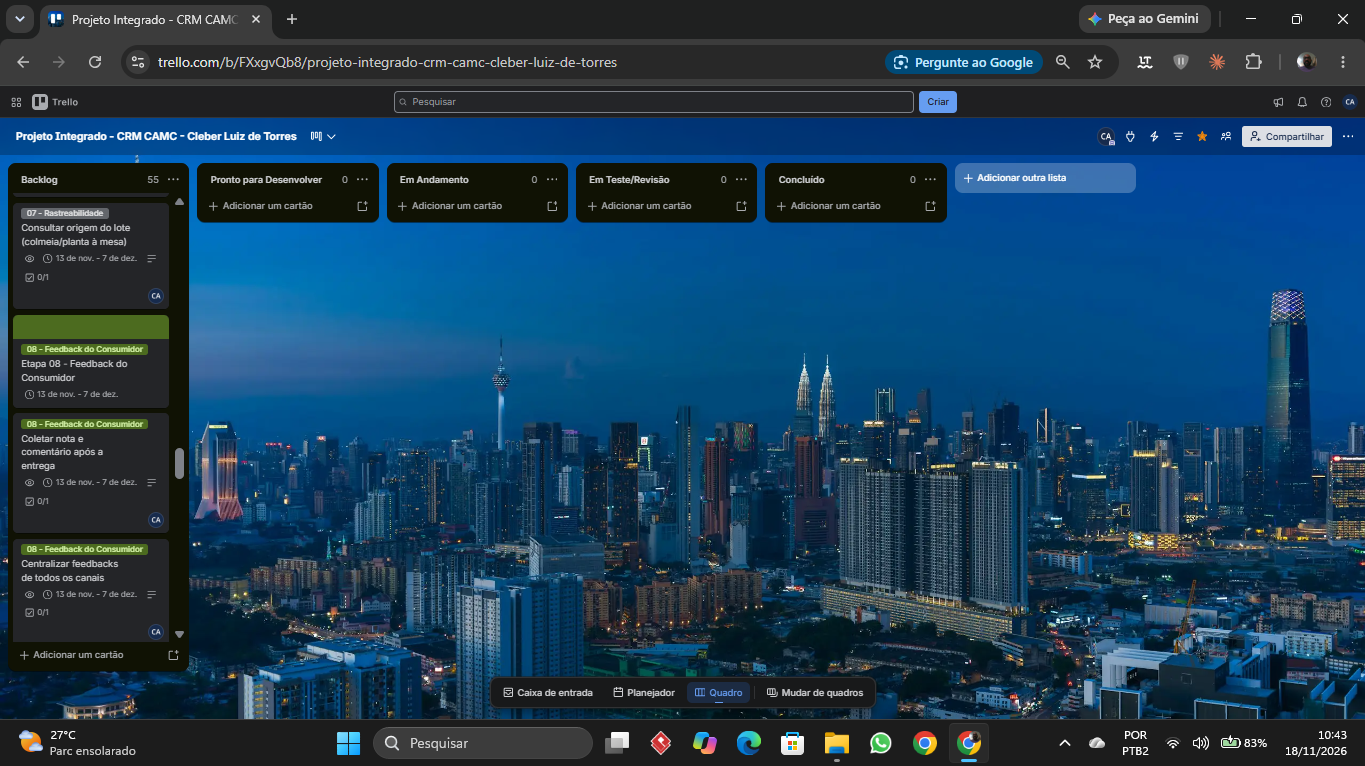 Projeto Integrado - CRM CAMC
Peça ao Gemini
trello.com/b/FXxgvQb8/projeto-integrado-crm-camc-cleber-luiz-de-torres
Pergunte ao Google
Trello
Pesquisar
Criar
CA
Projeto Integrado - CRM CAMC - Cleber Luiz de Torres
CA
Compartilhar
Backlog 55
07 - Rastreabilidade
Consultar origem do lote
(colmeia/planta à mesa)
13 de nov. - 7 de dez.
0/1
CA
08 - Feedback do Consumidor
Etapa 08 - Feedback do
Consumidor
13 de nov. - 7 de dez.
08 - Feedback do Consumidor
Coletar nota e
comentário após a
entrega
13 de nov. - 7 de dez.
0/1
CA
08 - Feedback do Consumidor
Centralizar feedbacks
de todos os canais
13 de nov. - 7 de dez.
0/1
CA
Adicionar um cartão
Pronto para Desenvolver 0
Adicionar um cartão
Em Andamento 0
Adicionar um cartão
Em Teste/Revisão 0
Adicionar um cartão
Concluído 0
Adicionar um cartão
Adicionar outra lista
Caixa de entrada
Planejador
Quadro
Mudar de quadros
27°C
Parc ensolarado
Pesquisar
POR
PTB2
83%
10:43
18/11/2026